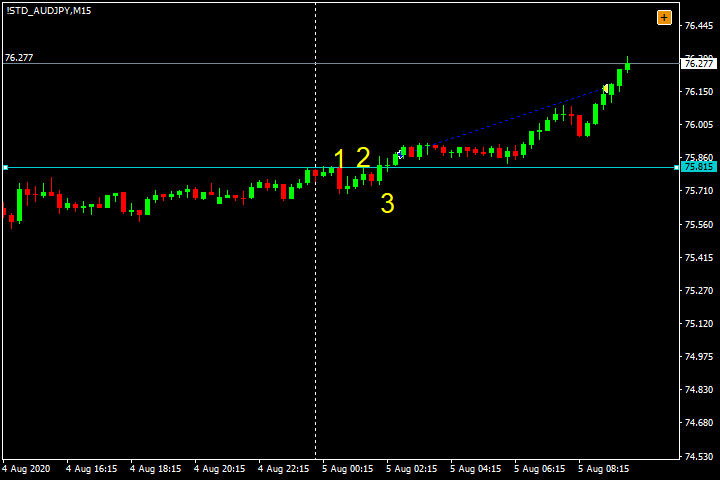 !STD_AUDJPY,M15
76.445
76.277
76.277
76.150
76.005
75.860
75.815
75.710
75.560
75.415
75.270
75.120
74.975
74.830
74.680
74.530
1
2
3
4 Aug 2020
4 Aug 16:15
4 Aug 18:15
4 Aug 20:15
4 Aug 22:15
5 Aug 00:15
5 Aug 02:15
5 Aug 04:15
5 Aug 06:15
5 Aug 08:15